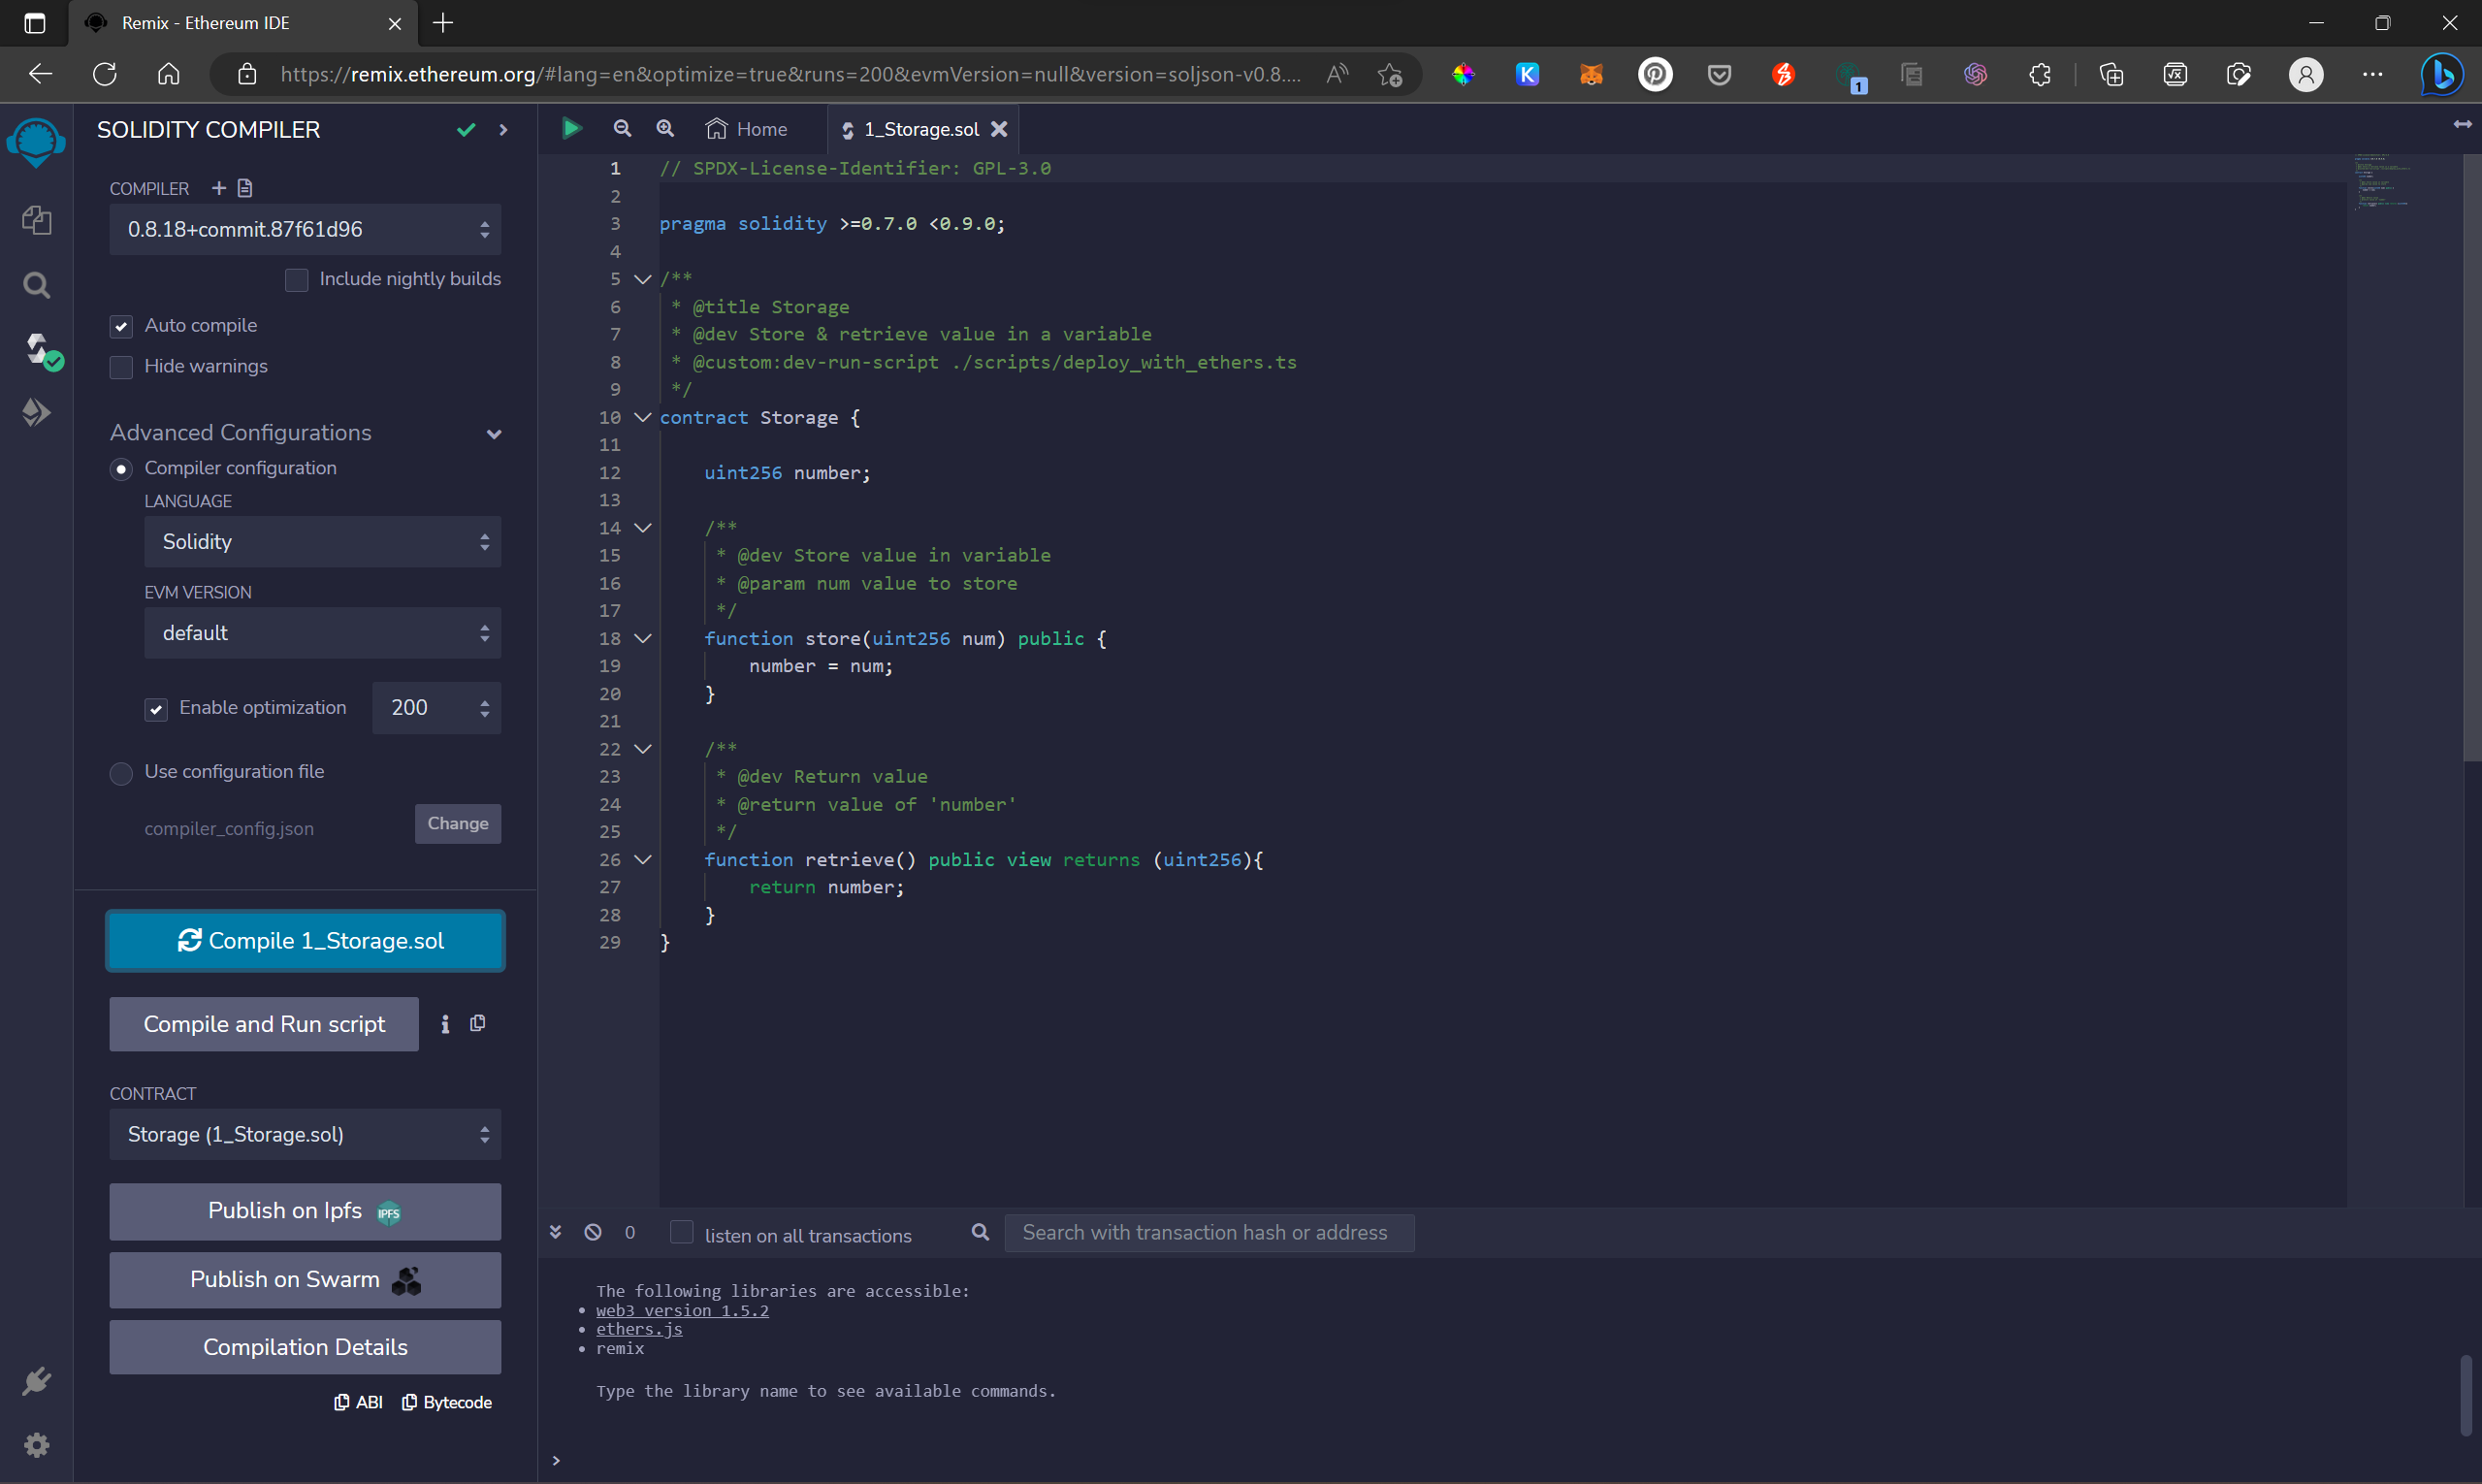 Remix - Ethereum IDE
https://remix.ethereum.org/#lang=en&optimize=true&runs=200&evmVersion=null&version=soljson-v0.8....
K
1
SOLIDITY COMPILER
COMPILER
0.8.18+commit.87f61d96
Include nightly builds
Auto compile
Hide warnings
Advanced Configurations
Compiler configuration
LANGUAGE
Solidity
EVM VERSION
default
Enable optimization 200
Use configuration file
compiler_config.json Change
Compile 1_Storage.sol
Compile and Run script
CONTRACT
Storage (1_Storage.sol)
Publish on Ipfs IPFS
Publish on Swarm
Compilation Details
ABI Bytecode
Home 1_Storage.sol
1 // SPDX-License-Identifier: GPL-3.0
2
3 pragma solidity >=0.7.0 <0.9.0;
4
5 /**
6 * @title Storage
7 * @dev Store & retrieve value in a variable
8 * @custom:dev-run-script ./scripts/deploy_with_ethers.ts
9 */
10 contract Storage {
11
12 uint256 number;
13
14 /**
15 * @dev Store value in variable
16 * @param num value to store
17 */
18 function store(uint256 num) public {
19 number = num;
20 }
21
22 /**
23 * @dev Return value
24 * @return value of 'number'
25 */
26 function retrieve() public view returns (uint256){
27 return number;
28 }
29 }
0 listen on all transactions Search with transaction hash or address
The following libraries are accessible:
• web3 version 1.5.2
• ethers.js
• remix
Type the library name to see available commands.
>